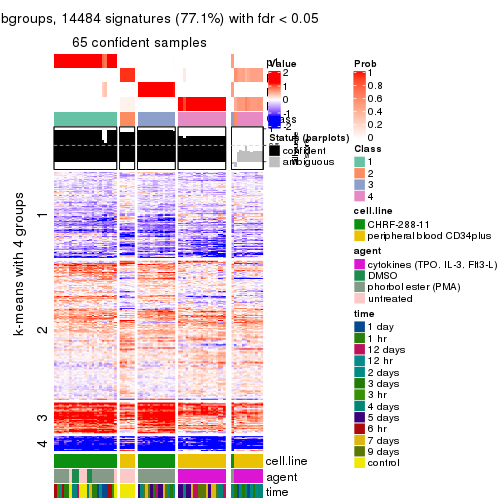 bgroups, 14484 signatures (77.1%) with fdr < 0.05
65 confident samples
k-means with 4 groups
1
2
3
4
cell.line
agent
time
Value
2
1
0
-1
-2
Status (barplots)
confident
ambiguous
Prob
1
0.8
0.6
0.4
0.2
0
Class
1
2
3
4
cell.line
CHRF-288-11
peripheral blood CD34plus
agent
cytokines (TPO, IL-3, Flt3-L)
DMSO
phorbol ester (PMA)
untreated
time
1 day
1 hr
12 days
12 hr
2 days
3 days
3 hr
4 days
5 days
6 hr
7 days
9 days
control